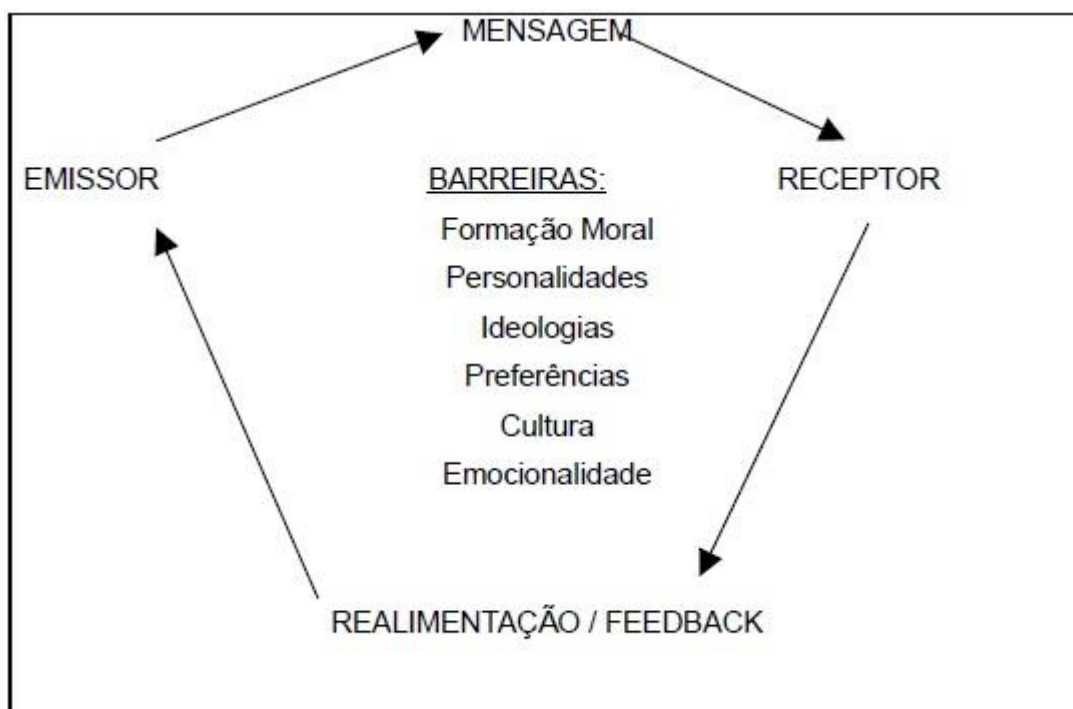 MENSAGEM
EMISSOR
BARREIRAS:
RECEPTOR
Formação Moral
Personalidades
Ideologias
Preferências
Cultura
Emocionalidade
REALIMENTAÇÃO / FEEDBACK